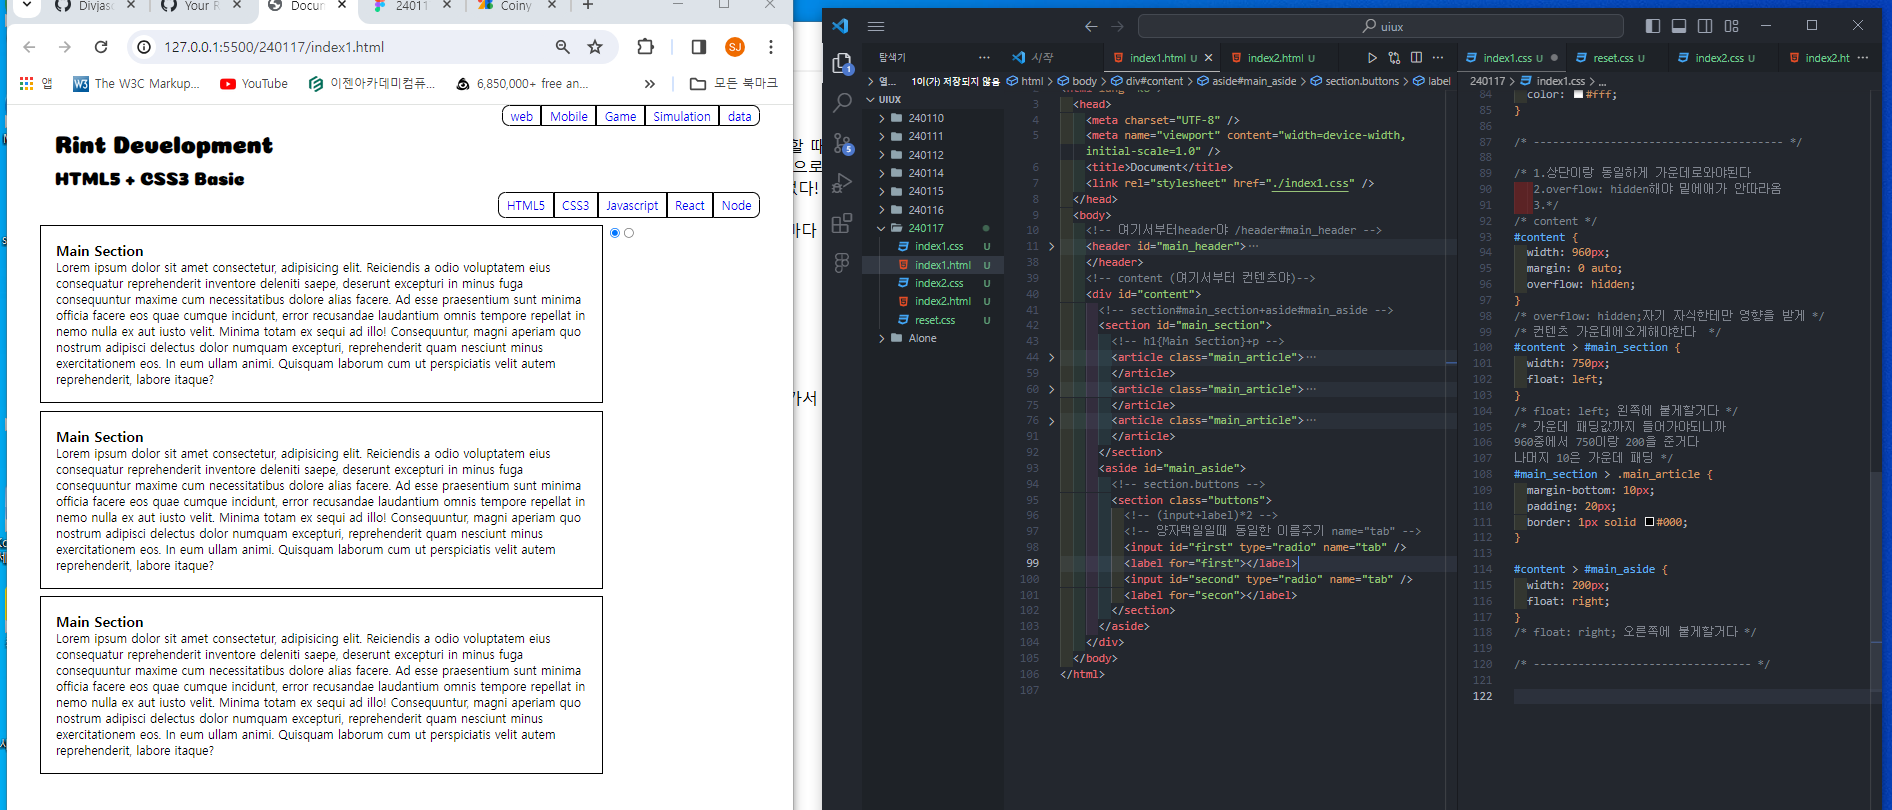 Divjasc
Your R
Docum
24011
Coiny
127.0.0.1:5500/240117/index1.html
SJ
앱
The W3C Markup...
YouTube
이젠아카데미컴퓨...
6,850,000+ free an...
모든 북마크
web
Mobile
Game
Simulation
data
Rint Development
HTML5 + CSS3 Basic
HTML5
CSS3
Javascript
React
Node
Main Section
Lorem ipsum dolor sit amet consectetur, adipisicing elit. Reiciendis a odio voluptatem eius
consequatur reprehenderit inventore deleniti saepe, deserunt excepturi in minus fuga
consequuntur maxime cum necessitatibus dolore alias facere. Ad esse praesentium sunt minima
officia facere eos quae cumque incidunt, error recusandae laudantium omnis tempore repellat in
nemo nulla ex aut iusto velit. Minima totam ex sequi ad illo! Consequuntur, magni aperiam quo
nostrum adipisci delectus dolor numquam excepturi, reprehenderit quam nesciunt minus
exercitationem eos. In eum ullam animi. Quisquam laborum cum ut perspiciatis velit autem
reprehenderit, labore itaque?
Main Section
Lorem ipsum dolor sit amet consectetur, adipisicing elit. Reiciendis a odio voluptatem eius
consequatur reprehenderit inventore deleniti saepe, deserunt excepturi in minus fuga
consequuntur maxime cum necessitatibus dolore alias facere. Ad esse praesentium sunt minima
officia facere eos quae cumque incidunt, error recusandae laudantium omnis tempore repellat in
nemo nulla ex aut iusto velit. Minima totam ex sequi ad illo! Consequuntur, magni aperiam quo
nostrum adipisci delectus dolor numquam excepturi, reprehenderit quam nesciunt minus
exercitationem eos. In eum ullam animi. Quisquam laborum cum ut perspiciatis velit autem
reprehenderit, labore itaque?
Main Section
Lorem ipsum dolor sit amet consectetur, adipisicing elit. Reiciendis a odio voluptatem eius
consequatur reprehenderit inventore deleniti saepe, deserunt excepturi in minus fuga
consequuntur maxime cum necessitatibus dolore alias facere. Ad esse praesentium sunt minima
officia facere eos quae cumque incidunt, error recusandae laudantium omnis tempore repellat in
nemo nulla ex aut iusto velit. Minima totam ex sequi ad illo! Consequuntur, magni aperiam quo
nostrum adipisci delectus dolor numquam excepturi, reprehenderit quam nesciunt minus
exercitationem eos. In eum ullam animi. Quisquam laborum cum ut perspiciatis velit autem
reprehenderit, labore itaque?
uiux
탐색기
열... 1이(가) 저장되지 않음
UIUX
240110
240111
240112
240114
240115
240116
240117
index1.css U
index1.html U
index2.css U
index2.html U
reset.css U
Alone
시작
index1.html U
index2.html U
html > body > div#content > aside#main_aside > section.buttons > label
3 <head>
4 <meta charset="UTF-8" />
5 <meta name="viewport" content="width=device-width,
initial-scale=1.0" />
6 <title>Document</title>
7 <link rel="stylesheet" href="./index1.css" />
8 </head>
9 <body>
10 <!-- 여기서부터header야 /header#main_header -->
11 <header id="main_header">…
38 </header>
39 <!-- content (여기서부터 컨텐츠야)-->
40 <div id="content">
41 <!-- section#main_section+aside#main_aside -->
42 <section id="main_section">
43 <!-- h1{Main Section}+p -->
44 <article class="main_article">…
59 </article>
60 <article class="main_article">…
75 </article>
76 <article class="main_article">…
91 </article>
92 </section>
93 <aside id="main_aside">
94 <!-- section.buttons -->
95 <section class="buttons">
96 <!-- (input+label)*2 -->
97 <!-- 양자택일일때 동일한 이름주기 name="tab" -->
98 <input id="first" type="radio" name="tab" />
99 <label for="first"></label>
100 <input id="second" type="radio" name="tab" />
101 <label for="secon"></label>
102 </section>
103 </aside>
104 </div>
105 </body>
106 </html>
107
index1.css U
reset.css U
index2.css U
index2.ht
240117 > index1.css > ...
84 color: #fff;
85 }
86
87 /* --------------------------------------- */
88
89 /* 1.상단이랑 동일하게 가운데로와야된다
90 2.overflow: hidden해야 밑에애가 안따라옴
91 3.*/
92 /* content */
93 #content {
94 width: 960px;
95 margin: 0 auto;
96 overflow: hidden;
97 }
98 /* overflow: hidden;자기 자식한테만 영향을 받게 */
99 /* 컨텐츠 가운데에오게해야한다 */
100 #content > #main_section {
101 width: 750px;
102 float: left;
103 }
104 /* float: left; 왼쪽에 붙게할거다 */
105 /* 가운데 패딩값까지 들어가야되니까
106 960중에서 750이랑 200을 준거다
107 나머지 10은 가운데 패딩 */
108 #main_section > .main_article {
109 margin-bottom: 10px;
110 padding: 20px;
111 border: 1px solid #000;
112 }
113
114 #content > #main_aside {
115 width: 200px;
116 float: right;
117 }
118 /* float: right; 오른쪽에 붙게할거다 */
119
120 /* ---------------------------------- */
121
122